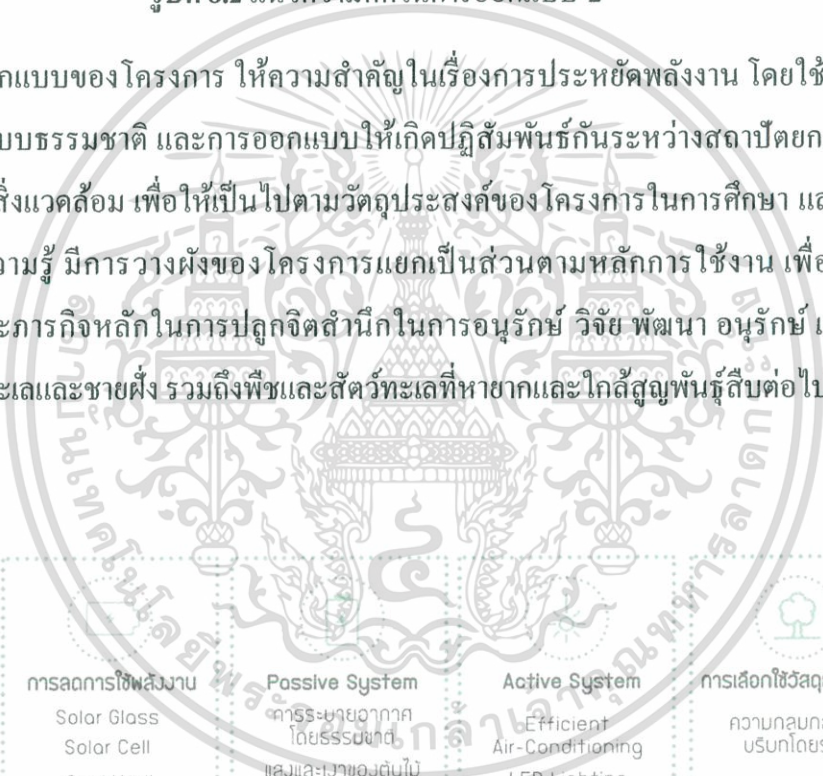 แบบของโครงการ ให้ความสำคัญในเรื่องการประหยัดพลังงาน โดยใช้
บบธรรมชาติ และการออกแบบให้เกิดปฏิสัมพันธ์กันระหว่างสถาปัตยก
สิ่งแวดล้อม เพื่อให้เป็นไปตามวัตถุประสงค์ของโครงการในการศึกษา แล
วามรู้ มีการวางผังของโครงการแยกเป็นส่วนตามหลักการใช้งาน เพื่อ
ะภารกิจหลักในการปลูกจิตสำนึกในการอนุรักษ์ วิจัย พัฒนา อนุรักษ์ แ
ะเลและชายฝั่ง รวมถึงพืชและสัตว์ทะเลที่หายากและใกล้สูญพันธุ์สืบต่อไป
การลดการใช้พลังงาน Passive System Active System การเลือกใช้วัสดุ
Solar Glass การระบายอากาศ Efficient ความกลมก
Solar Cell โดยธรรมชาติ Air-Conditioning บริบทโดยร
แสงและเงาของต้นไม้ LED Lighting